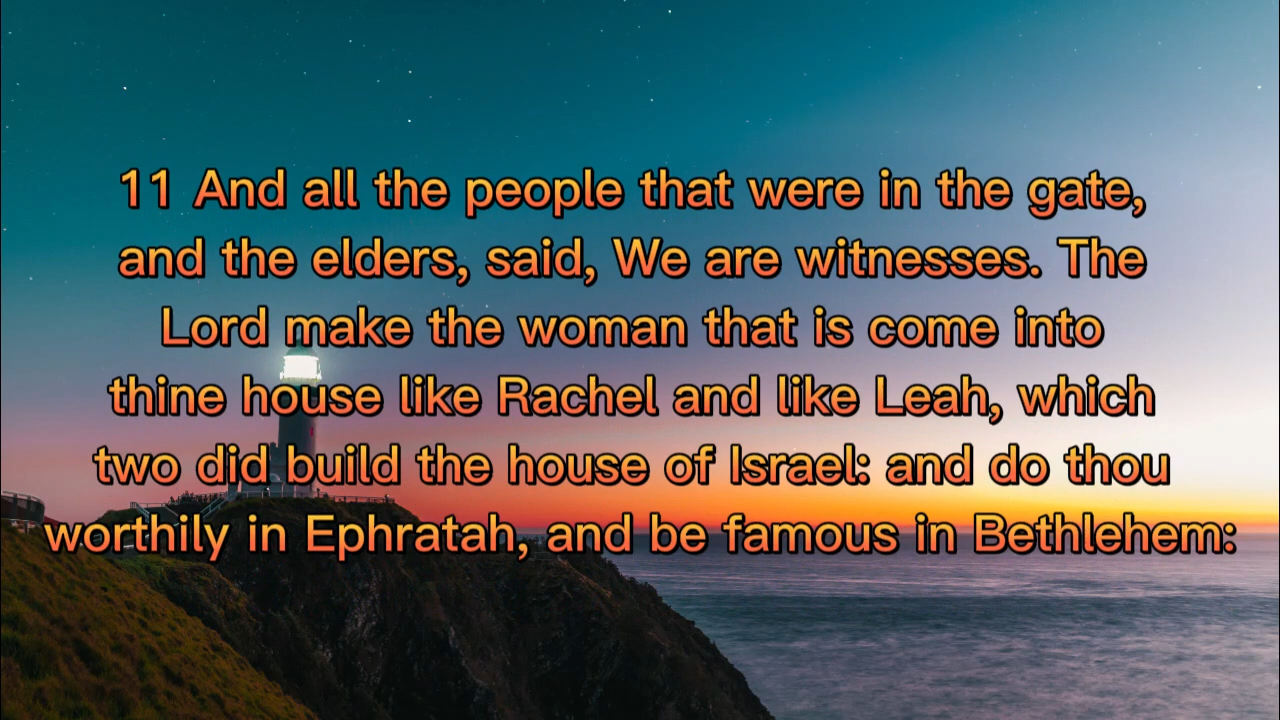 11 And all the people that were in the gate,
and the elders, said, We are witnesses. The
Lord make the woman that is come into
thine house like Rachel and like Leah, which
two did build the house of Israel: and do thou
worthily in Ephratah, and be famous in Bethlehem: